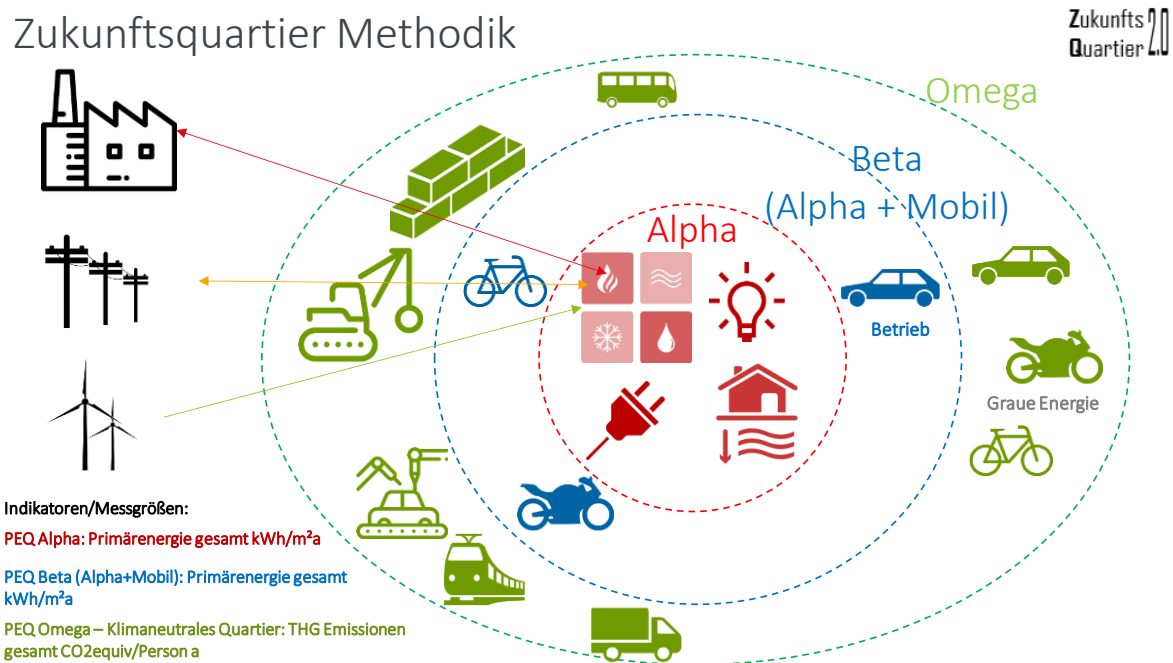 Zukunftsquartier Methodik
Zukunfts
Quartier 2.0
Omega
Beta
(Alpha + Mobil)
Alpha
Betrieb
Graue Energie
Indikatoren/Messgrößen:
PEQ Alpha: Primärenergie gesamt kWh/m²a
PEQ Beta (Alpha+Mobil): Primärenergie gesamt
kWh/m²a
PEQ Omega – Klimaneutrales Quartier: THG Emissionen
gesamt CO2equiv/Person a